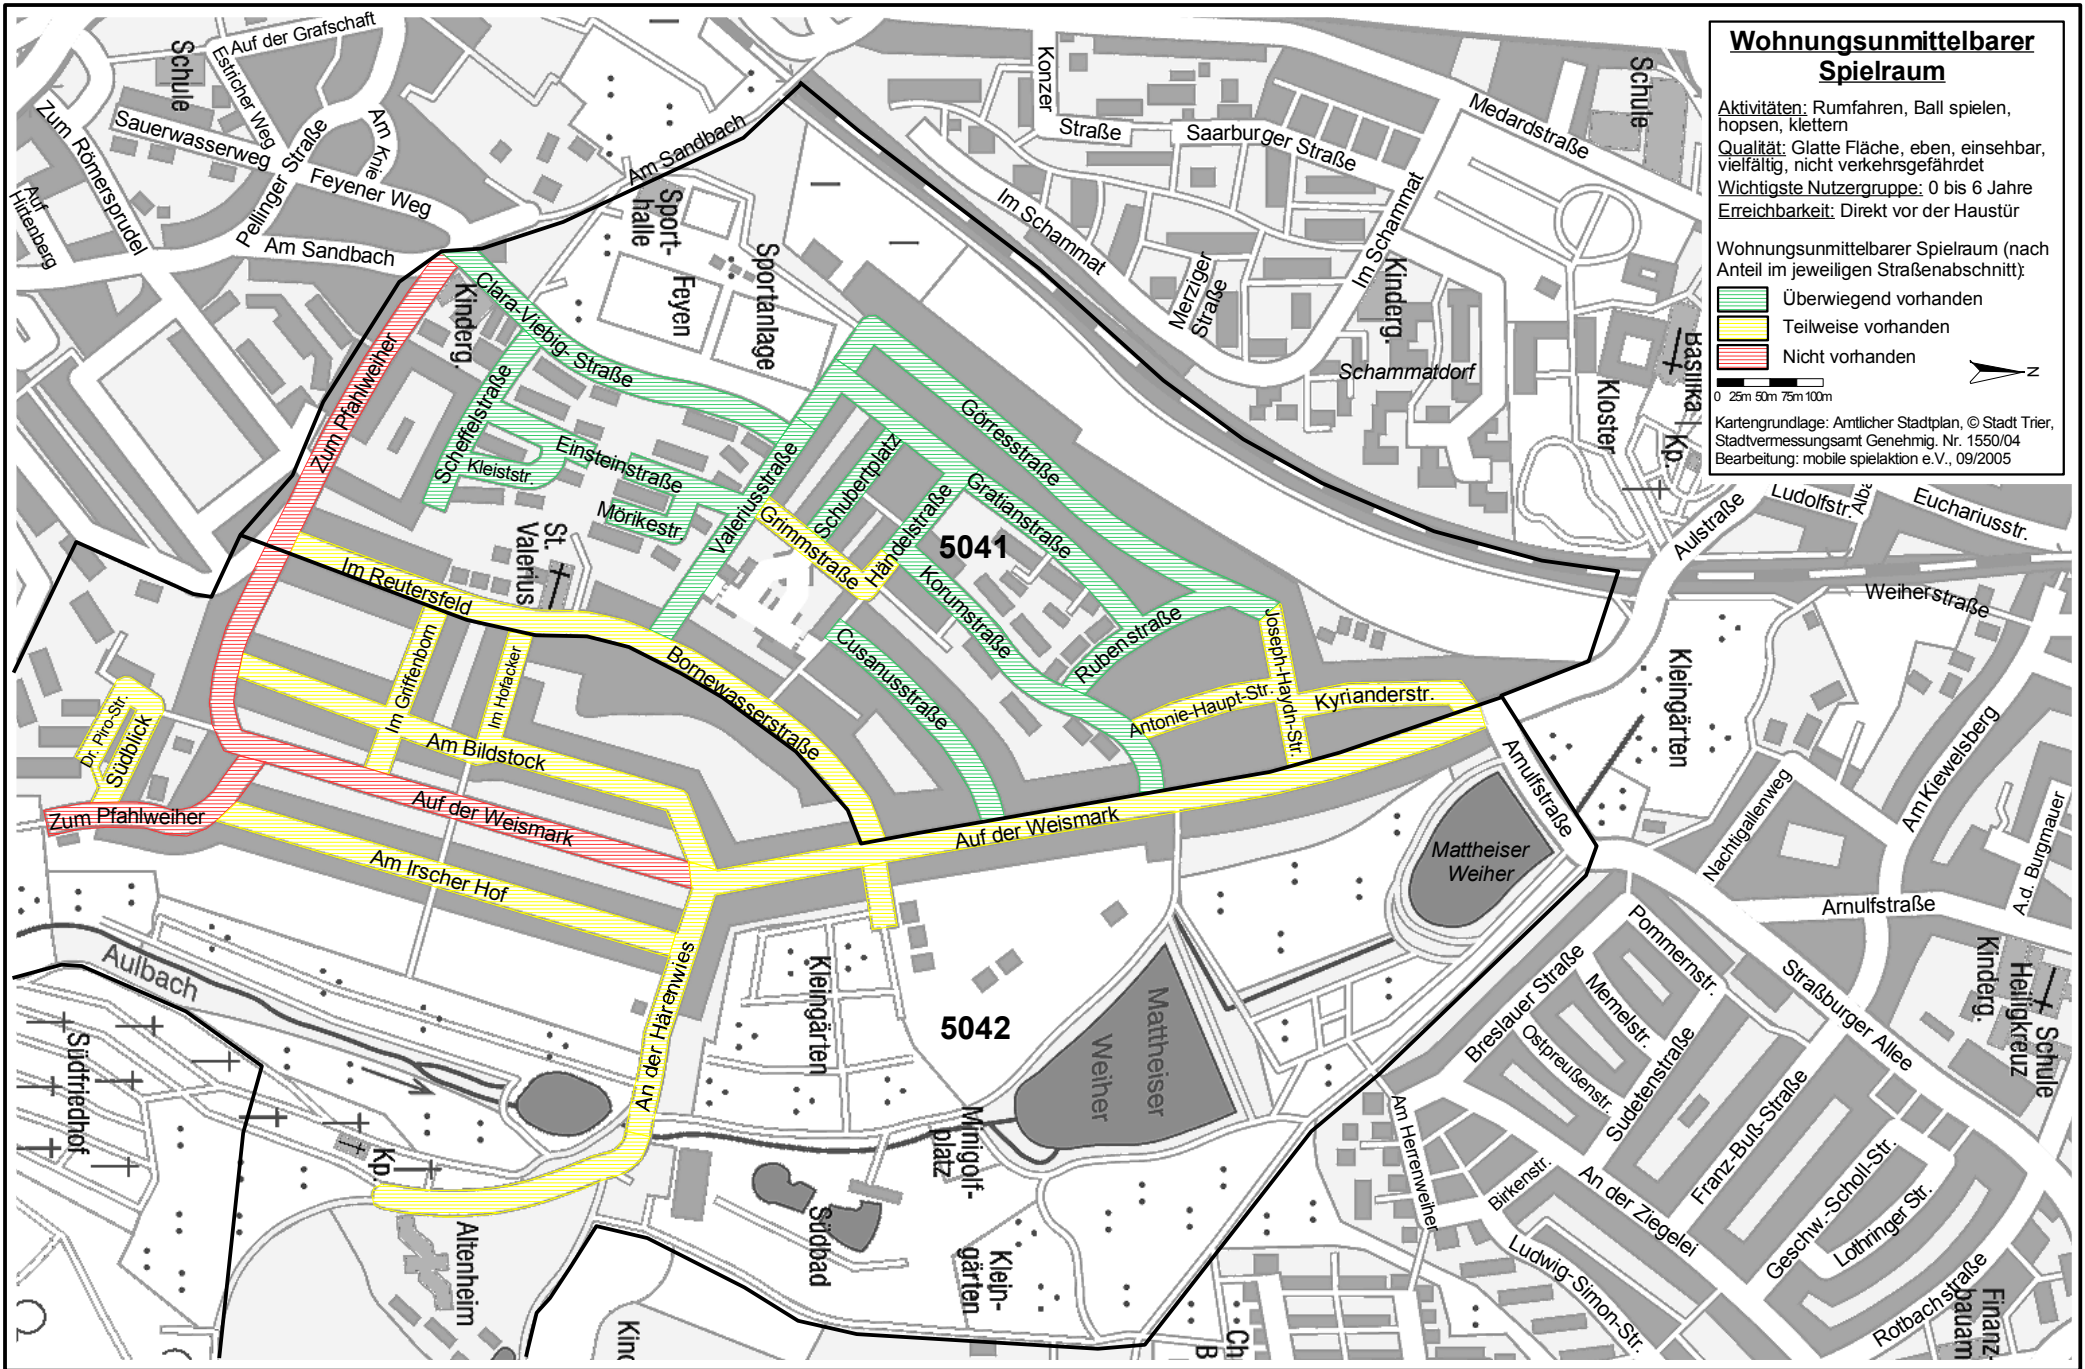 Wohnungsunmittelbarer
Spielraum
Aktivitäten: Rumfahren, Ball spielen,
hopsen, klettern
Qualität: Glatte Fläche, eben, einsehbar,
vielfältig, nicht verkehrsgefährdet
Wichtigste Nutzergruppe: 0 bis 6 Jahre
Erreichbarkeit: Direkt vor der Haustür
Wohnungsunmittelbarer Spielraum (nach
Anteil im jeweiligen Straßenabschnitt):
Überwiegend vorhanden
Teilweise vorhanden
Nicht vorhanden
N
0 25m 50m 75m 100m
Kartengrundlage: Amtlicher Stadtplan, © Stadt Trier,
Stadtvermessungsamt Genehmig. Nr. 1550/04
Bearbeitung: mobile spielaktion e.V., 09/2005
Auf der Grafschaft
Schule
Estricher Weg
Zum Römersprudel
Sauerwasserweg
Pellinger Straße
Am Knie
Feyener Weg
Auf
Hirtenberg
Am Sandbach
Am Sandbach
Sport-
halle
Feyen
Sportanlage
Konzer
Straße
Saarburger Straße
Medardstraße
Schule
Im Schammat
Im Schammat
Merziger
Straße
Kinderg.
Schammatdorf
Kloster
Basilika
Kp.
Clara-Viebig-Straße
Kinderg.
Zum Pfahlweiher
Scheffelstraße
Kleiststr.
Einsteinstraße
Mörikestr.
Valeriusstraße
Görresstraße
Schubertplatz
Gratianstraße
Händelstraße
Grimmstraße
5041
Korumstraße
Rubenstraße
Cusanusstraße
St.
Valerius
Im Reutersfeld
Bornewasserstraße
Joseph-Haydn-Str.
Antonie-Haupt-Str.
Kyrianderstr.
Aulstraße
Ludolfstr.
Alba
Euchariusstr.
Weiherstraße
Kleingärten
Im Griffenborn
Im Hofacker
Am Bildstock
Dr. Piro-Str.
Südblick
Zum Pfahlweiher
Auf der Weismark
Am Irscher Hof
Auf der Weismark
Arnulfstraße
Mattheiser
Weiher
Nachtigallenweg
Am Kiewelsberg
A.d. Burgmauer
Arnulfstraße
Aulbach
Südfriedhof
An der Härenwies
Kleingärten
5042
Mattheiser
Weiher
Minigolf-
platz
Kp.
Altenheim
Südbad
Klein-
gärten
Breslauer Straße
Pommernstr.
Memelstr.
Ostpreußenstr.
Sudetenstraße
Straßburger Allee
Kinderg.
Heiligkreuz
Schule
Am Herrenweiher
Birkenstr.
An der Ziegelei
Franz-Buß-Straße
Geschw.-Scholl-Str.
Lothringer Str.
Ludwig-Simon-Str.
Rotbachstraße
Finanz-
bauam
Kinc
Ch
B